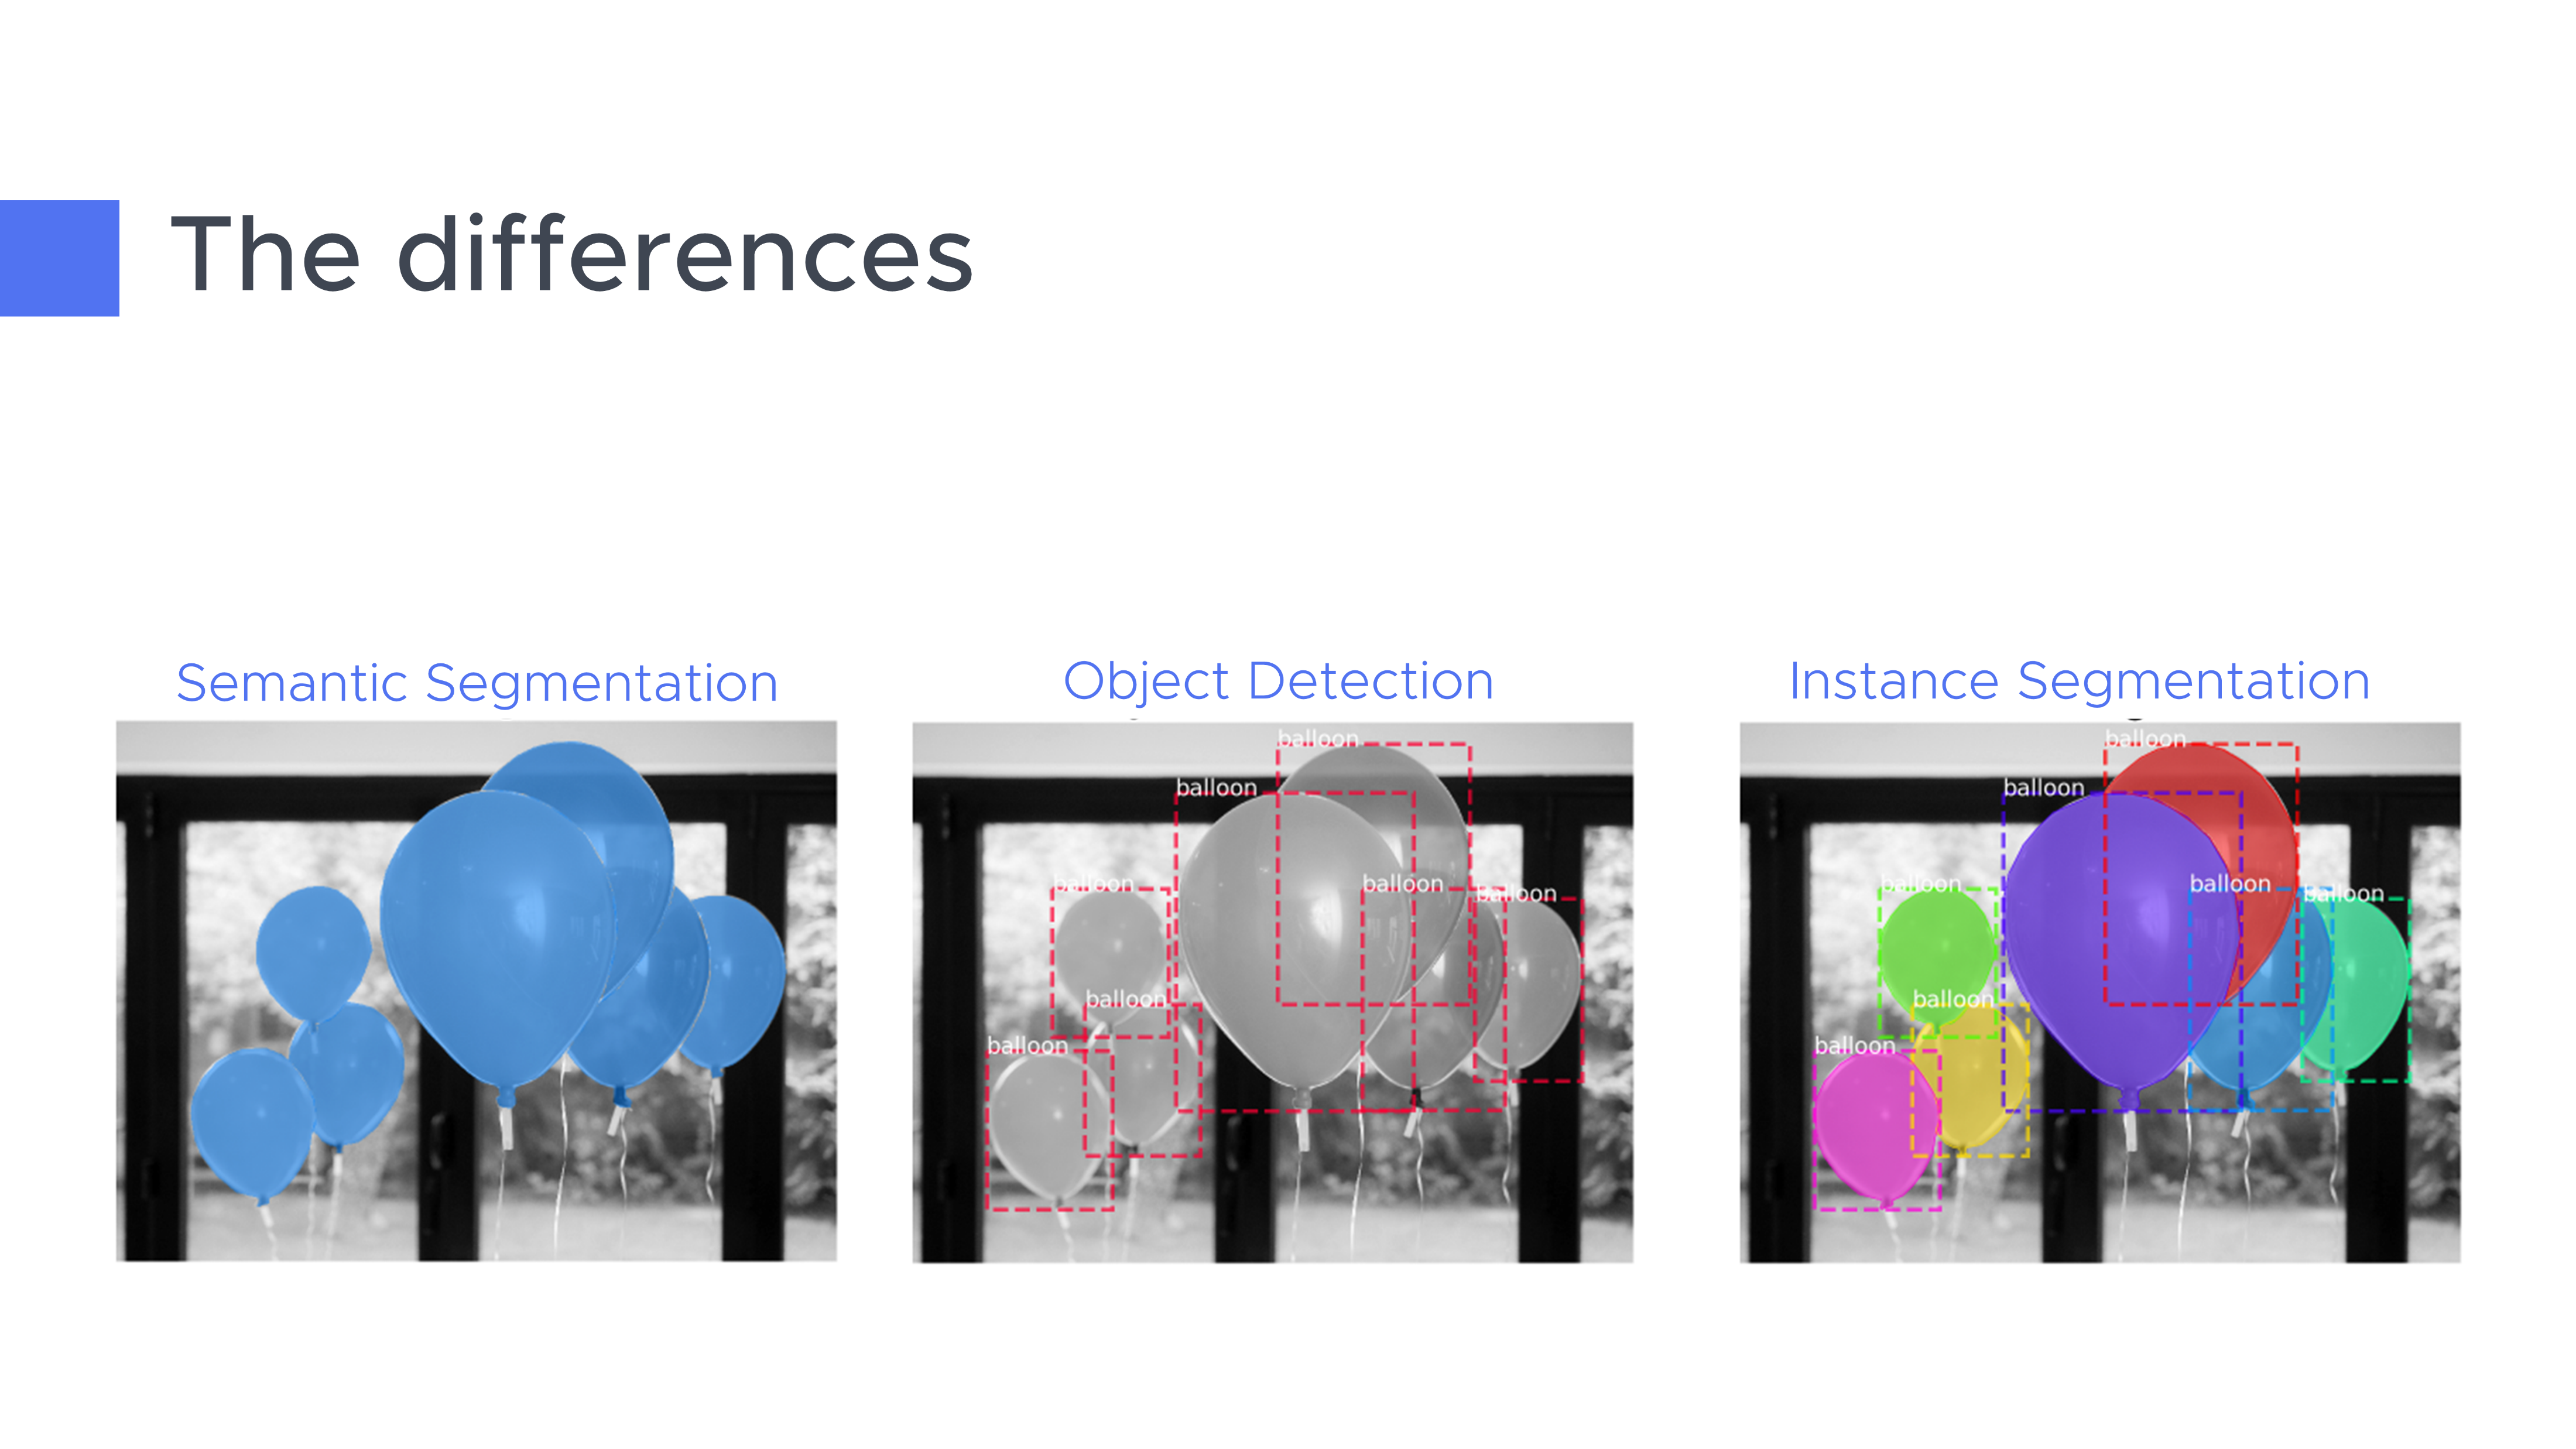 The differences
Semantic Segmentation
Object Detection
Instance Segmentation
balloon
balloon
balloon
balloon
balloon
balloon
balloon
balloon
balloon
balloon
balloon
balloon
balloon
balloon